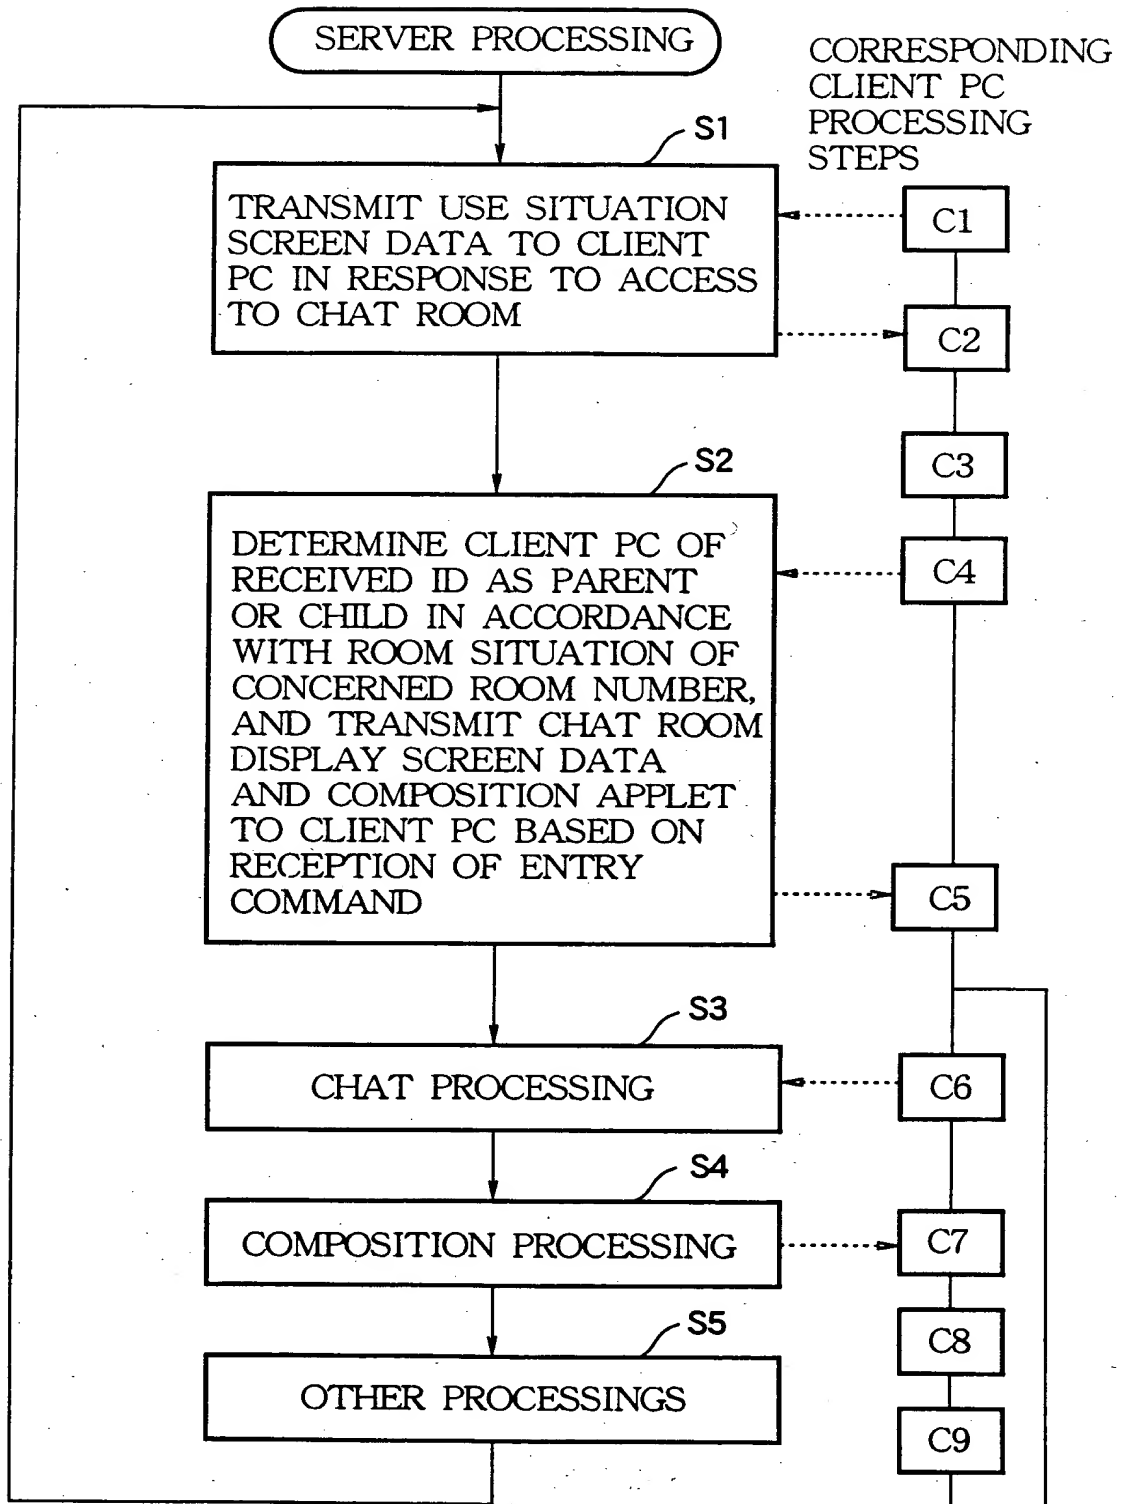 SERVER PROCESSING
CORRESPONDING
CLIENT PC
PROCESSING
STEPS
S1
TRANSMIT USE SITUATION
SCREEN DATA TO CLIENT
PC IN RESPONSE TO ACCESS
TO CHAT ROOM
C1
C2
C3
S2
DETERMINE CLIENT PC OF
RECEIVED ID AS PARENT
OR CHILD IN ACCORDANCE
WITH ROOM SITUATION OF
CONCERNED ROOM NUMBER,
AND TRANSMIT CHAT ROOM
DISPLAY SCREEN DATA
AND COMPOSITION APPLET
TO CLIENT PC BASED ON
RECEPTION OF ENTRY
COMMAND
C4
C5
S3
CHAT PROCESSING
C6
S4
COMPOSITION PROCESSING
C7
S5
OTHER PROCESSINGS
C8
C9